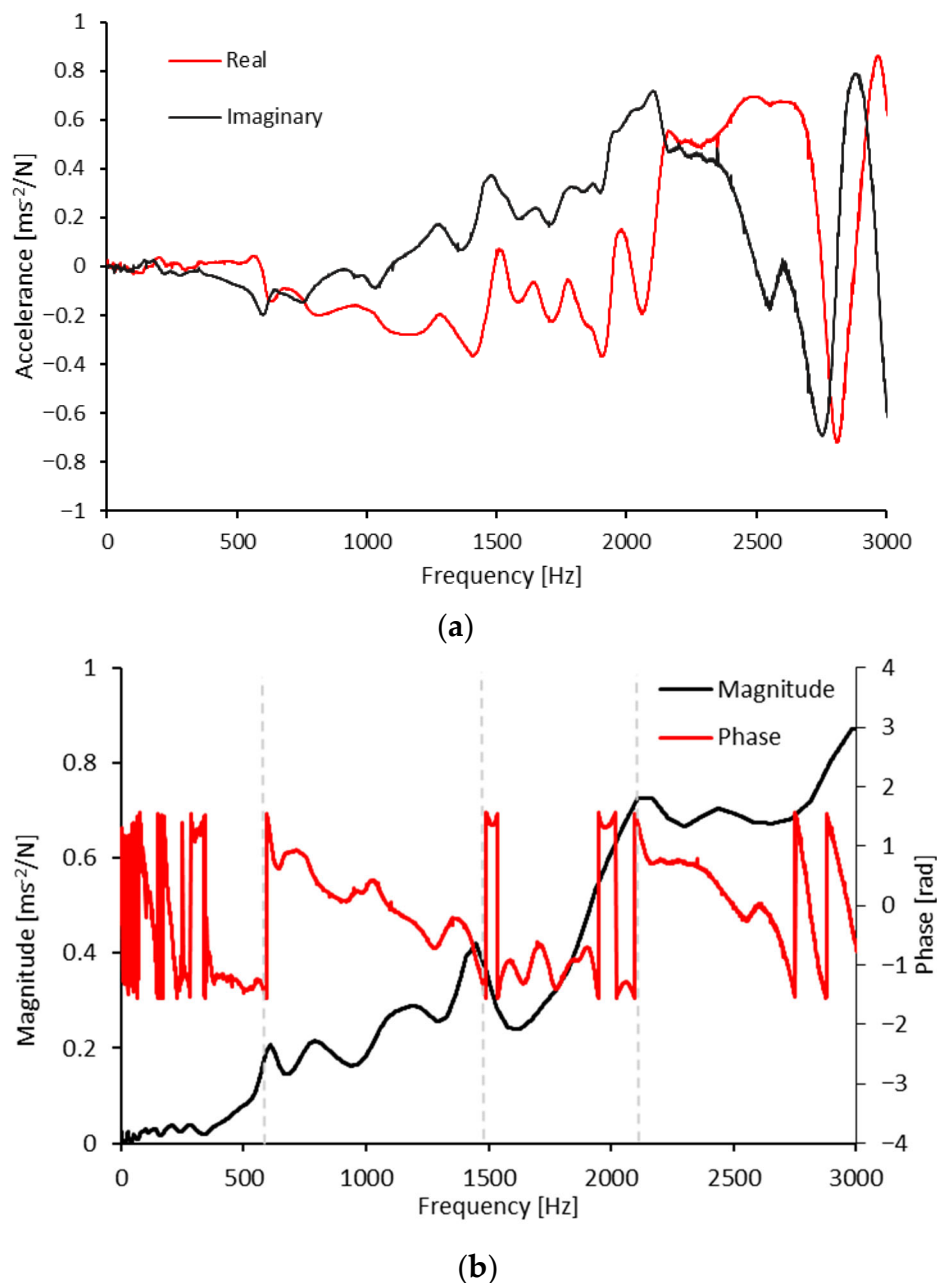 1
0.8
0.6
0.4
0.2
0
−0.2
−0.4
−0.6
−0.8
−1
Accelerance [ms⁻²/N]
Real
Imaginary
0 500 1000 1500 2000 2500 3000
Frequency [Hz]
(a)
1
0.8
0.6
0.4
0.2
0
Magnitude [ms⁻²/N]
Magnitude
Phase
4
3
2
1
0
−1
−2
−3
−4
Phase [rad]
0 500 1000 1500 2000 2500 3000
Frequency [Hz]
(b)